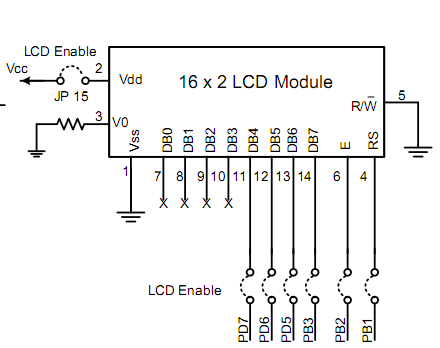 LCD Enable
Vcc
2
Vdd
16 x 2 LCD Module
JP 15
R/W̅
5
3
V0
Vss
DB0
DB1
DB2
DB3
DB4
DB5
DB6
DB7
E
RS
1
7
8
9
10
11
12
13
14
6
4
X X X X
LCD Enable
PD7
PD6
PD5
PB3
PB2
PB1